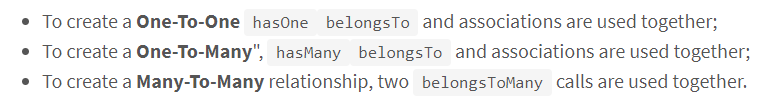 • To create a One-To-One hasOne belongsTo and associations are used together;
• To create a One-To-Many", hasMany belongsTo and associations are used together;
• To create a Many-To-Many relationship, two belongsToMany calls are used together.